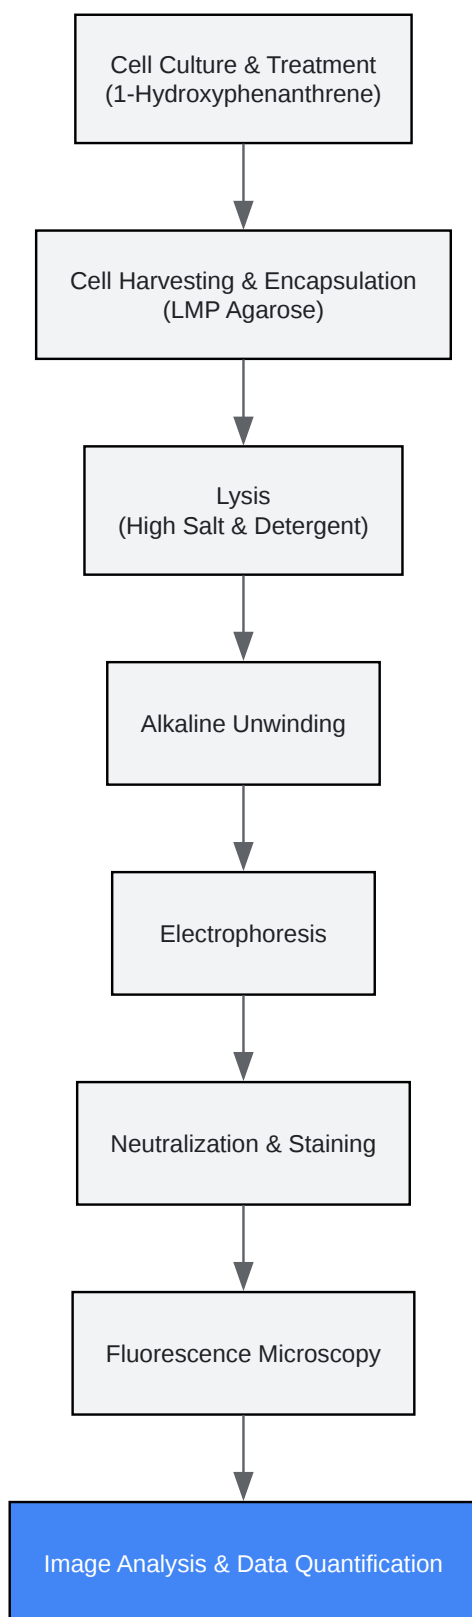 Cell Culture & Treatment
(1-Hydroxyphenanthrene)
Cell Harvesting & Encapsulation
(LMP Agarose)
Lysis
(High Salt & Detergent)
Alkaline Unwinding
Electrophoresis
Neutralization & Staining
Fluorescence Microscopy
Image Analysis & Data Quantification